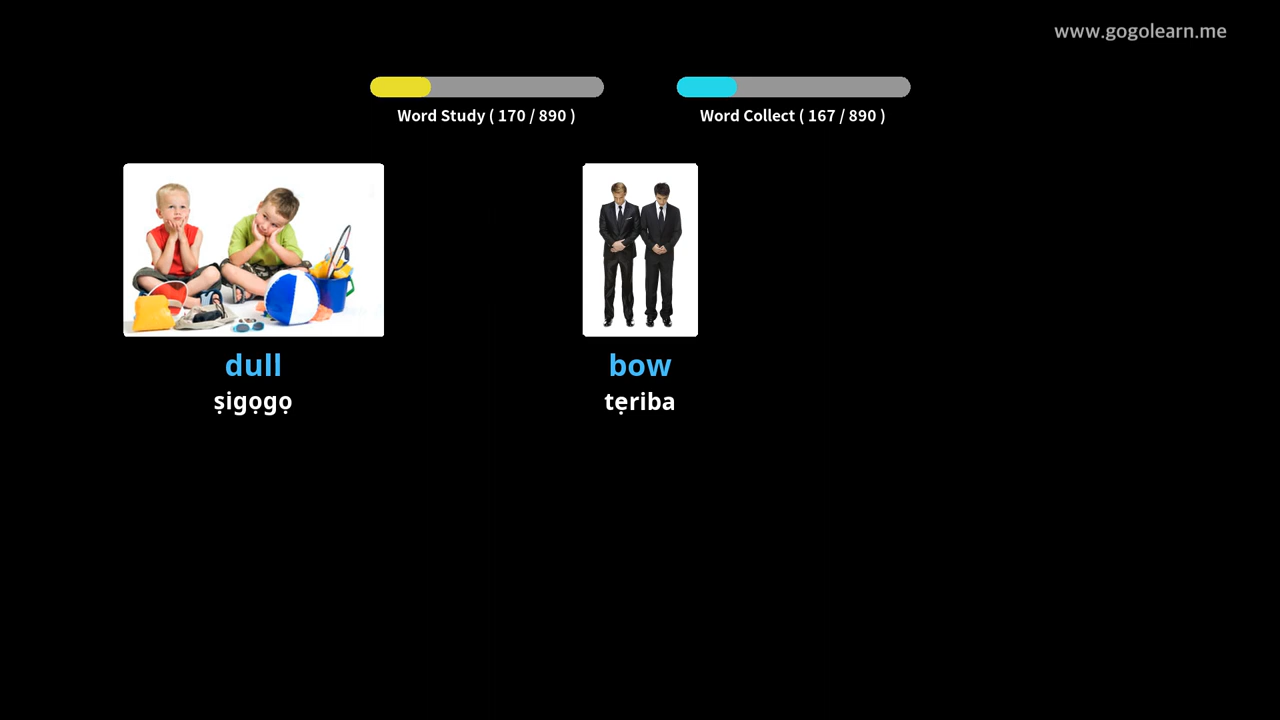 www.gogolearn.me
Word Study ( 170 / 890 )
Word Collect ( 167 / 890 )
dull
ṣigọgọ
bow
tẹriba